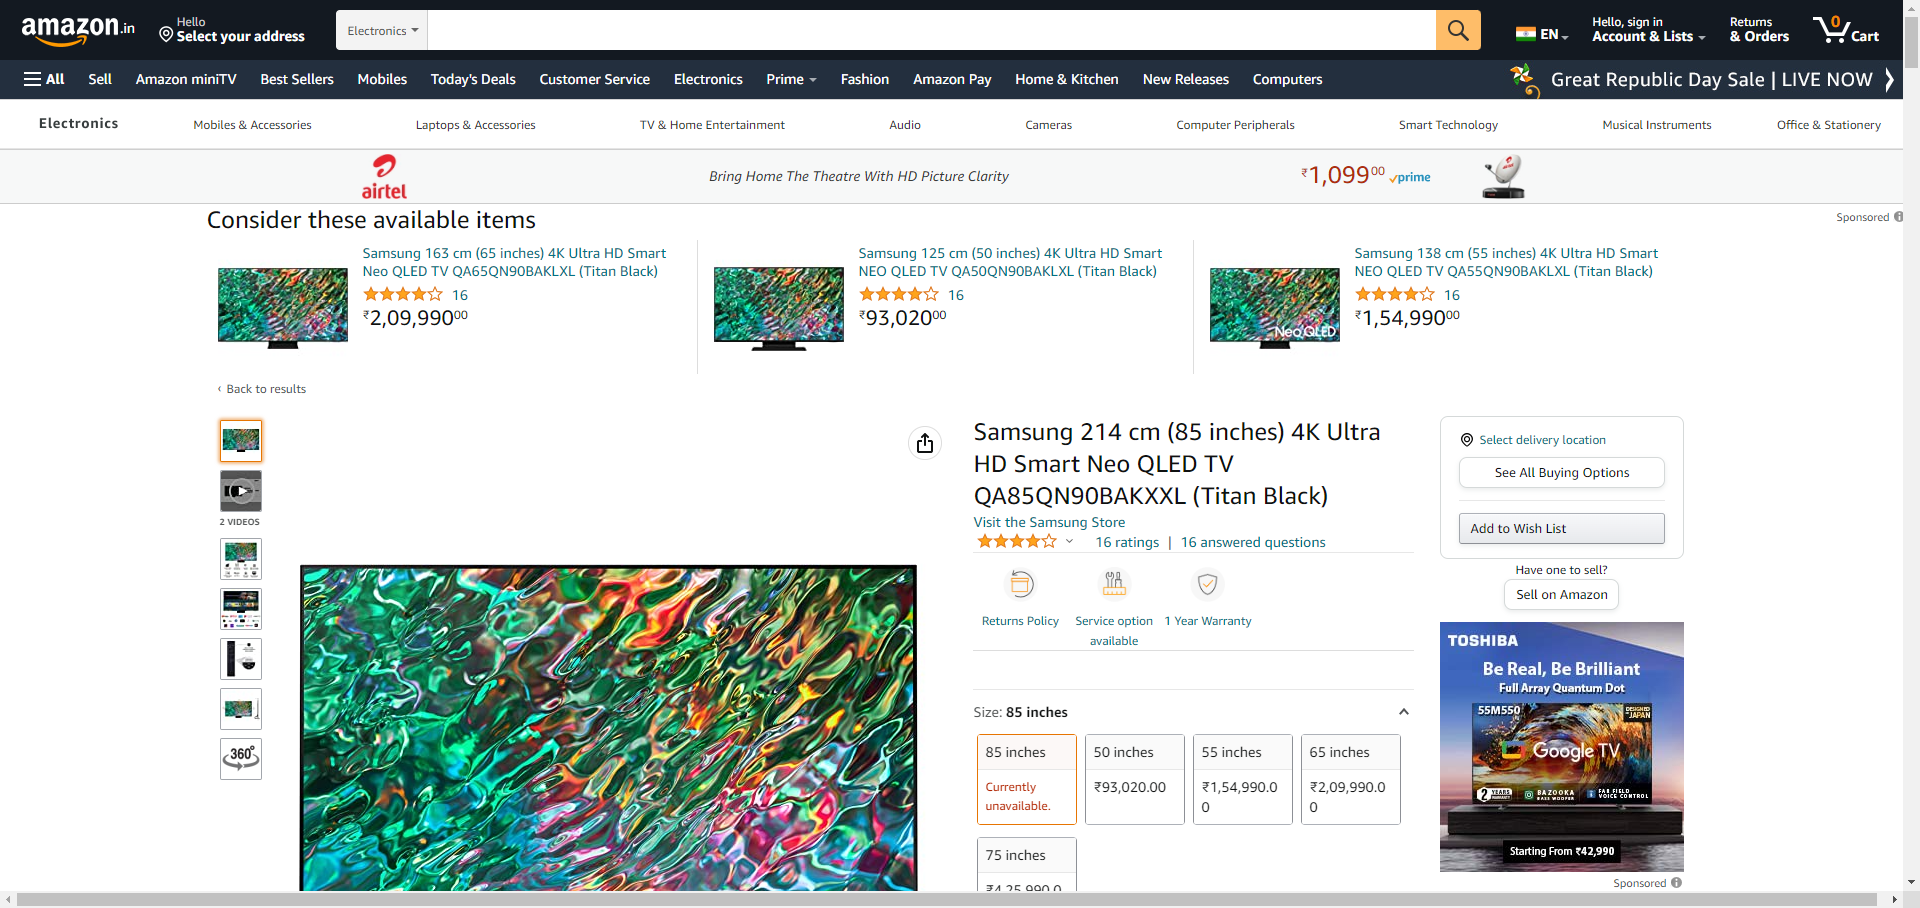 amazon.in
Hello
Select your address
Electronics
EN
Hello, sign in
Account & Lists
Returns
& Orders
0
Cart
All
Sell
Amazon miniTV
Best Sellers
Mobiles
Today's Deals
Customer Service
Electronics
Prime
Fashion
Amazon Pay
Home & Kitchen
New Releases
Computers
Great Republic Day Sale | LIVE NOW
Electronics
Mobiles & Accessories
Laptops & Accessories
TV & Home Entertainment
Audio
Cameras
Computer Peripherals
Smart Technology
Musical Instruments
Office & Stationery
airtel
Bring Home The Theatre With HD Picture Clarity
₹1,09900 prime
Consider these available items
Sponsored
Samsung 163 cm (65 inches) 4K Ultra HD Smart
Neo QLED TV QA65QN90BAKLXL (Titan Black)
16
₹2,09,99000
Samsung 125 cm (50 inches) 4K Ultra HD Smart
NEO QLED TV QA50QN90BAKLXL (Titan Black)
16
₹93,02000
Neo QLED
Samsung 138 cm (55 inches) 4K Ultra HD Smart
NEO QLED TV QA55QN90BAKLXL (Titan Black)
16
₹1,54,99000
‹ Back to results
2 VIDEOS
360°
Samsung 214 cm (85 inches) 4K Ultra
HD Smart Neo QLED TV
QA85QN90BAKXXL (Titan Black)
Visit the Samsung Store
16 ratings | 16 answered questions
Returns Policy
Service option
available
1 Year Warranty
Size: 85 inches
85 inches
Currently
unavailable.
50 inches
₹93,020.00
55 inches
₹1,54,990.0
0
65 inches
₹2,09,990.0
0
75 inches
₹4,25,990.0
Select delivery location
See All Buying Options
Add to Wish List
Have one to sell?
Sell on Amazon
TOSHIBA
Be Real, Be Brilliant
Full Array Quantum Dot
55M550
DESIGNED
IN JAPAN
Google TV
2 YEARS
WARRANTY
BAZOOKA
BASS WOOFER
FAR FIELD
VOICE CONTROL
Starting From ₹42,990
Sponsored